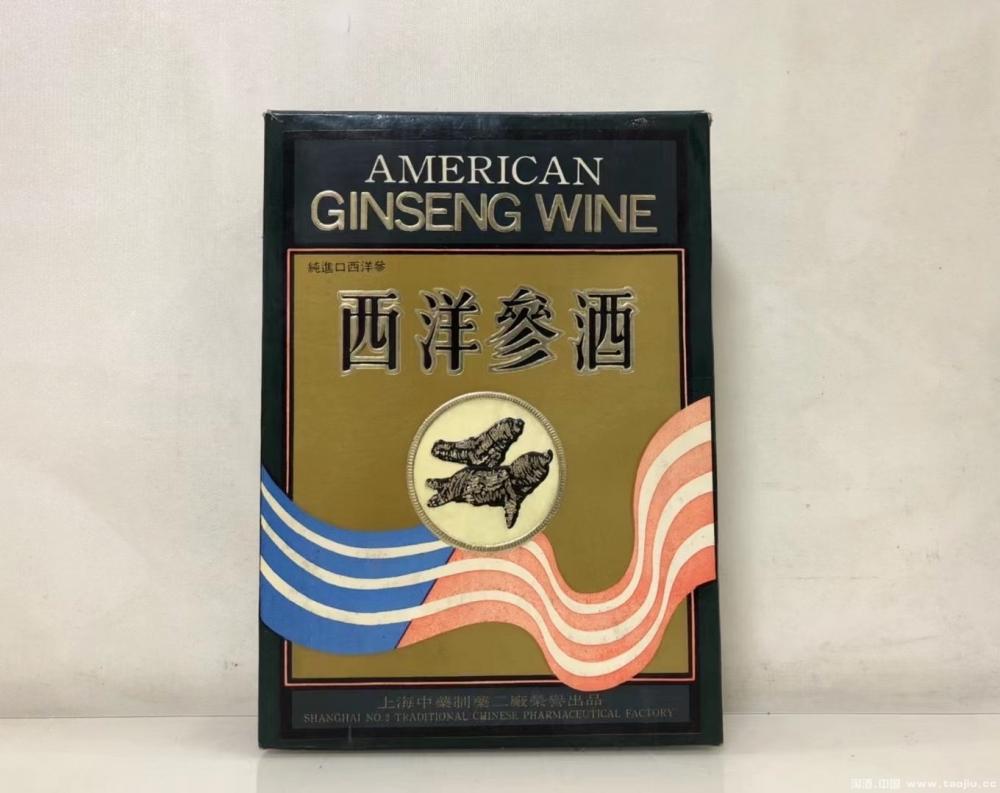 AMERICAN
GINSENG WINE
純進口西洋參
西洋參酒
上海中藥制藥二廠榮譽出品
SHANGHAI NO.2 TRADITIONAL CHINESE PHARMACEUTICAL FACTORY
淘酒.中国 www.taojiu.cc